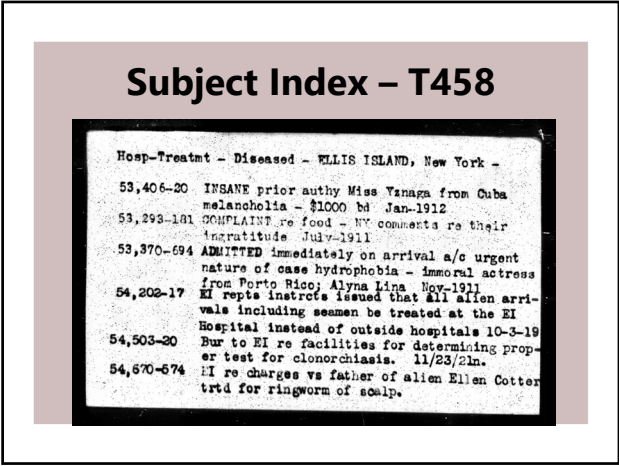 Subject Index – T458
Hosp-Treatmt - Diseased - ELLIS ISLAND, New York -
53,406-20 INSANE prior authy Miss Yznaga from Cuba
melancholia - $1000 bd Jan-1912
53,293-181 COMPLAINT re food - NY comments re their
ingratitude July-1911
53,370-694 ADMITTED immediately on arrival a/c urgent
nature of case hydrophobia - immoral actress
from Porto Rico; Alyna Lina Nov-1911
54,202-17 EI repts instrcts issued that all alien arri-
vals including seamen be treated at the EI
Hospital instead of outside hospitals 10-3-19
54,503-20 Bur to EI re facilities for determining prop-
er test for clonorchiasis. 11/23/21n.
54,670-574 EI re charges vs father of alien Ellen Cotter
trtd for ringworm of scalp.